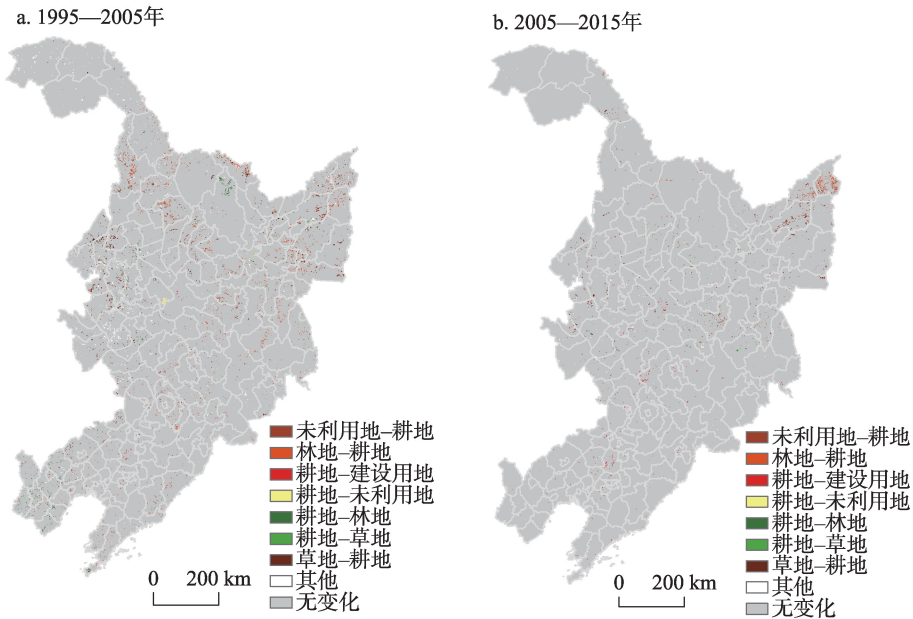 a. 1995—2005年
未利用地–耕地
林地–耕地
耕地–建设用地
耕地–未利用地
耕地–林地
耕地–草地
草地–耕地
其他
无变化
0 200 km
b. 2005—2015年
未利用地–耕地
林地–耕地
耕地–建设用地
耕地–未利用地
耕地–林地
耕地–草地
草地–耕地
其他
无变化
0 200 km